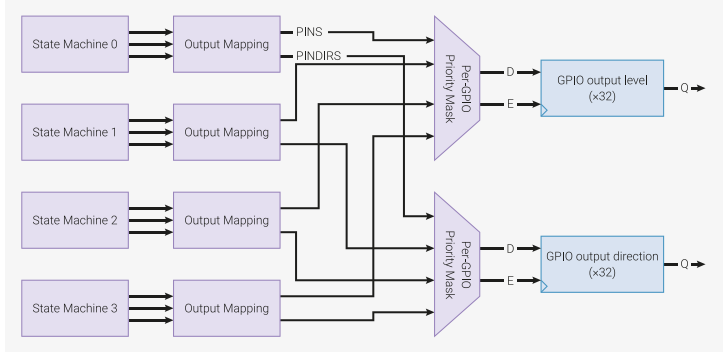 State Machine 0
Output Mapping
PINS
PINDIRS
State Machine 1
Output Mapping
State Machine 2
Output Mapping
State Machine 3
Output Mapping
Per-GPIO
Priority Mask
D
E
GPIO output level
(×32)
Q
Per-GPIO
Priority Mask
D
E
GPIO output direction
(×32)
Q